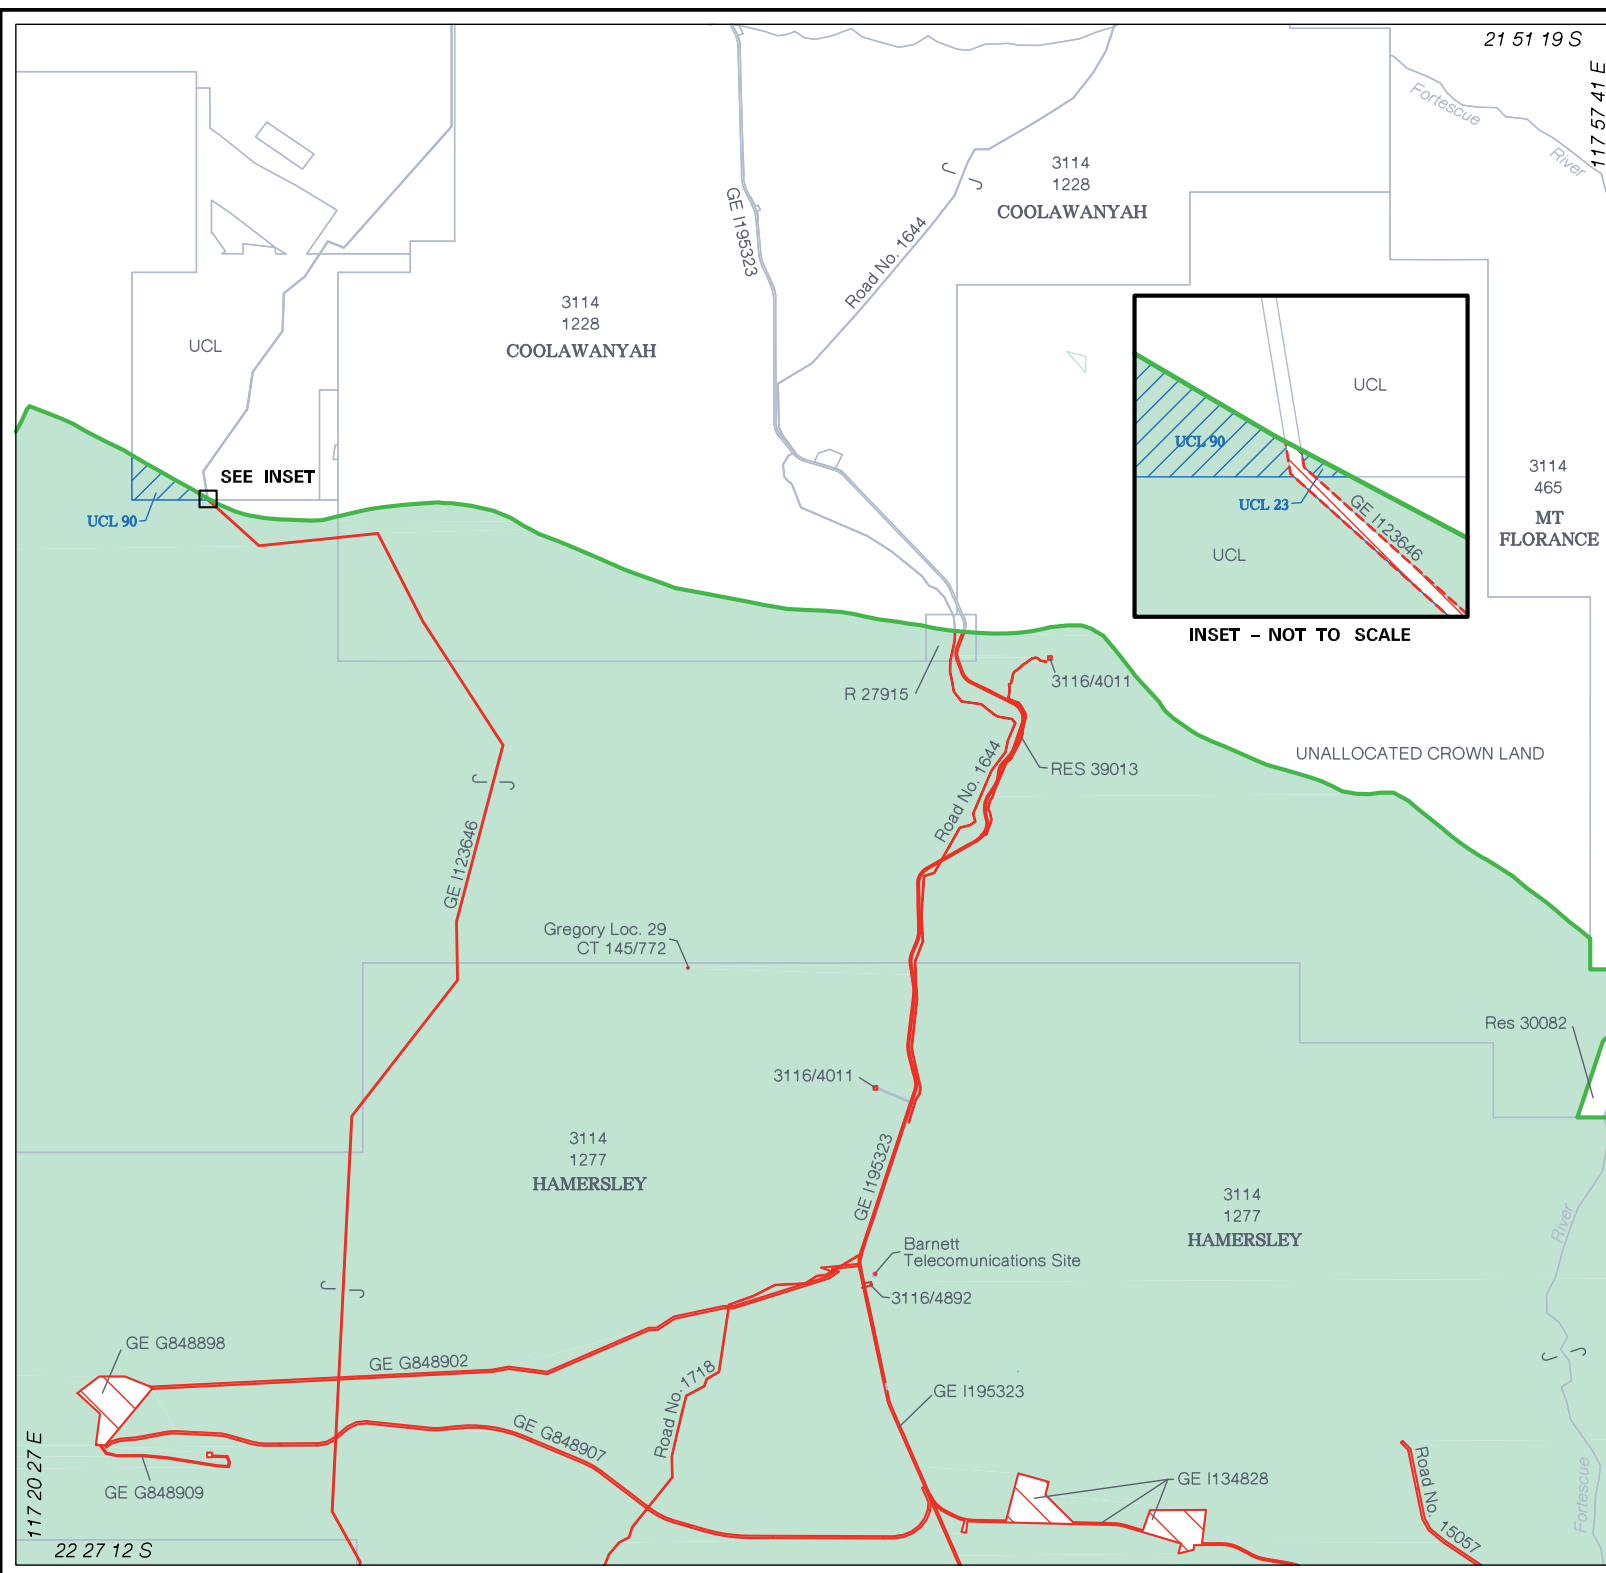 21 51 19 S
117 57 41 E
Fortescue
River
3114
1228
COOLAWANYAH
GE I195323
Road No. 1644
3114
1228
COOLAWANYAH
UCL
UCL
UCL 90
UCL 23
GE I123646
UCL
INSET - NOT TO SCALE
3114
465
MT
FLORANCE
SEE INSET
UCL 90
R 27915
3116/4011
RES 39013
Road No. 1644
UNALLOCATED CROWN LAND
GE I123646
Gregory Loc. 29
CT 145/772
Res 30082
3116/4011
3114
1277
HAMERSLEY
GE I195323
3114
1277
HAMERSLEY
River
Barnett
Telecomunications Site
3116/4892
GE G848898
GE G848902
Road No. 1718
GE I195323
GE G848907
GE G848909
GE I134828
Road No. 15057
Fortescue
117 20 27 E
22 27 12 S